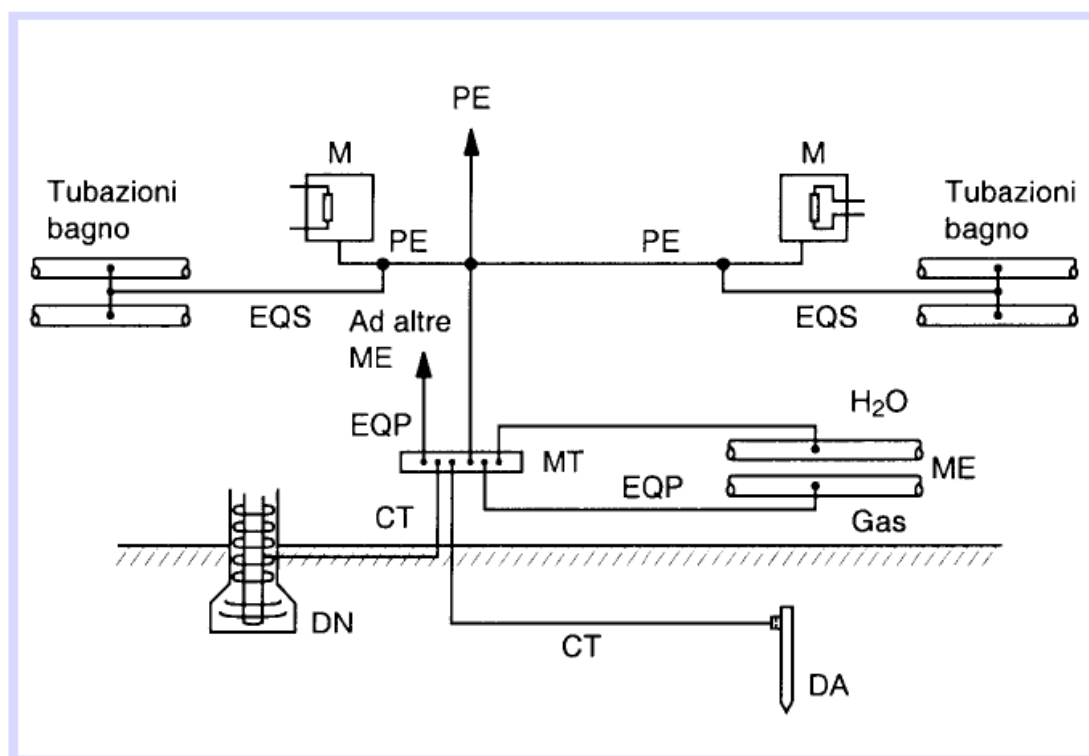 PE
M
M
Tubazioni
bagno
Tubazioni
bagno
PE
PE
EQS
EQS
Ad altre
ME
H₂O
EQP
MT
ME
EQP
CT
Gas
DN
CT
DA